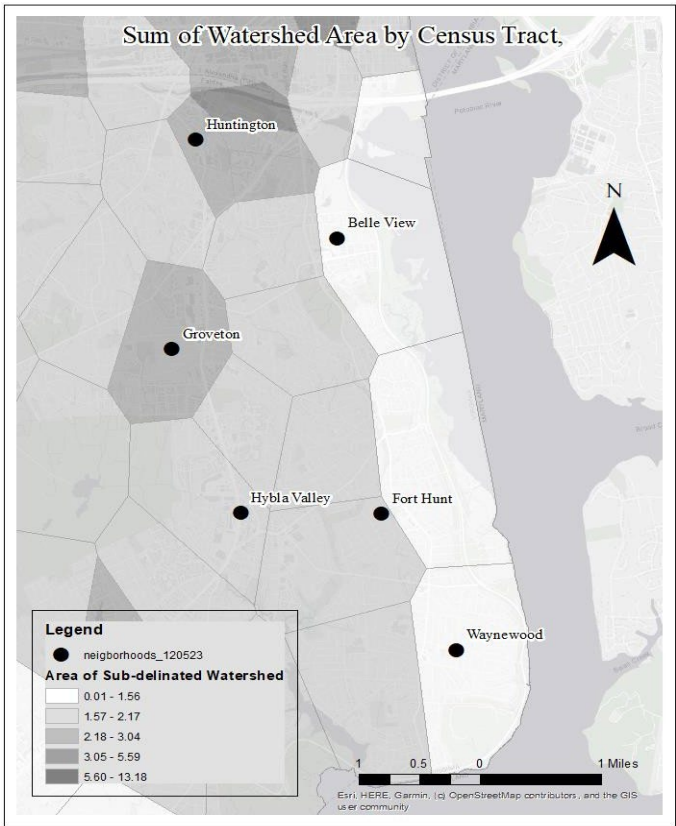 Sum of Watershed Area by Census Tract,
Huntington
Potomac River
N
Belle View
Groveton
MARYLAND
Hybla Valley
Fort Hunt
Waynewood
Legend
neigborhoods_120523
Area of Sub-delinated Watershed
0.01 - 1.56
1.57 - 2.17
2.18 - 3.04
3.05 - 5.59
5.60 - 13.18
1 0.5 0 1 Miles
Esri, HERE, Garmin, (c) OpenStreetMap contributors, and the GIS
user community